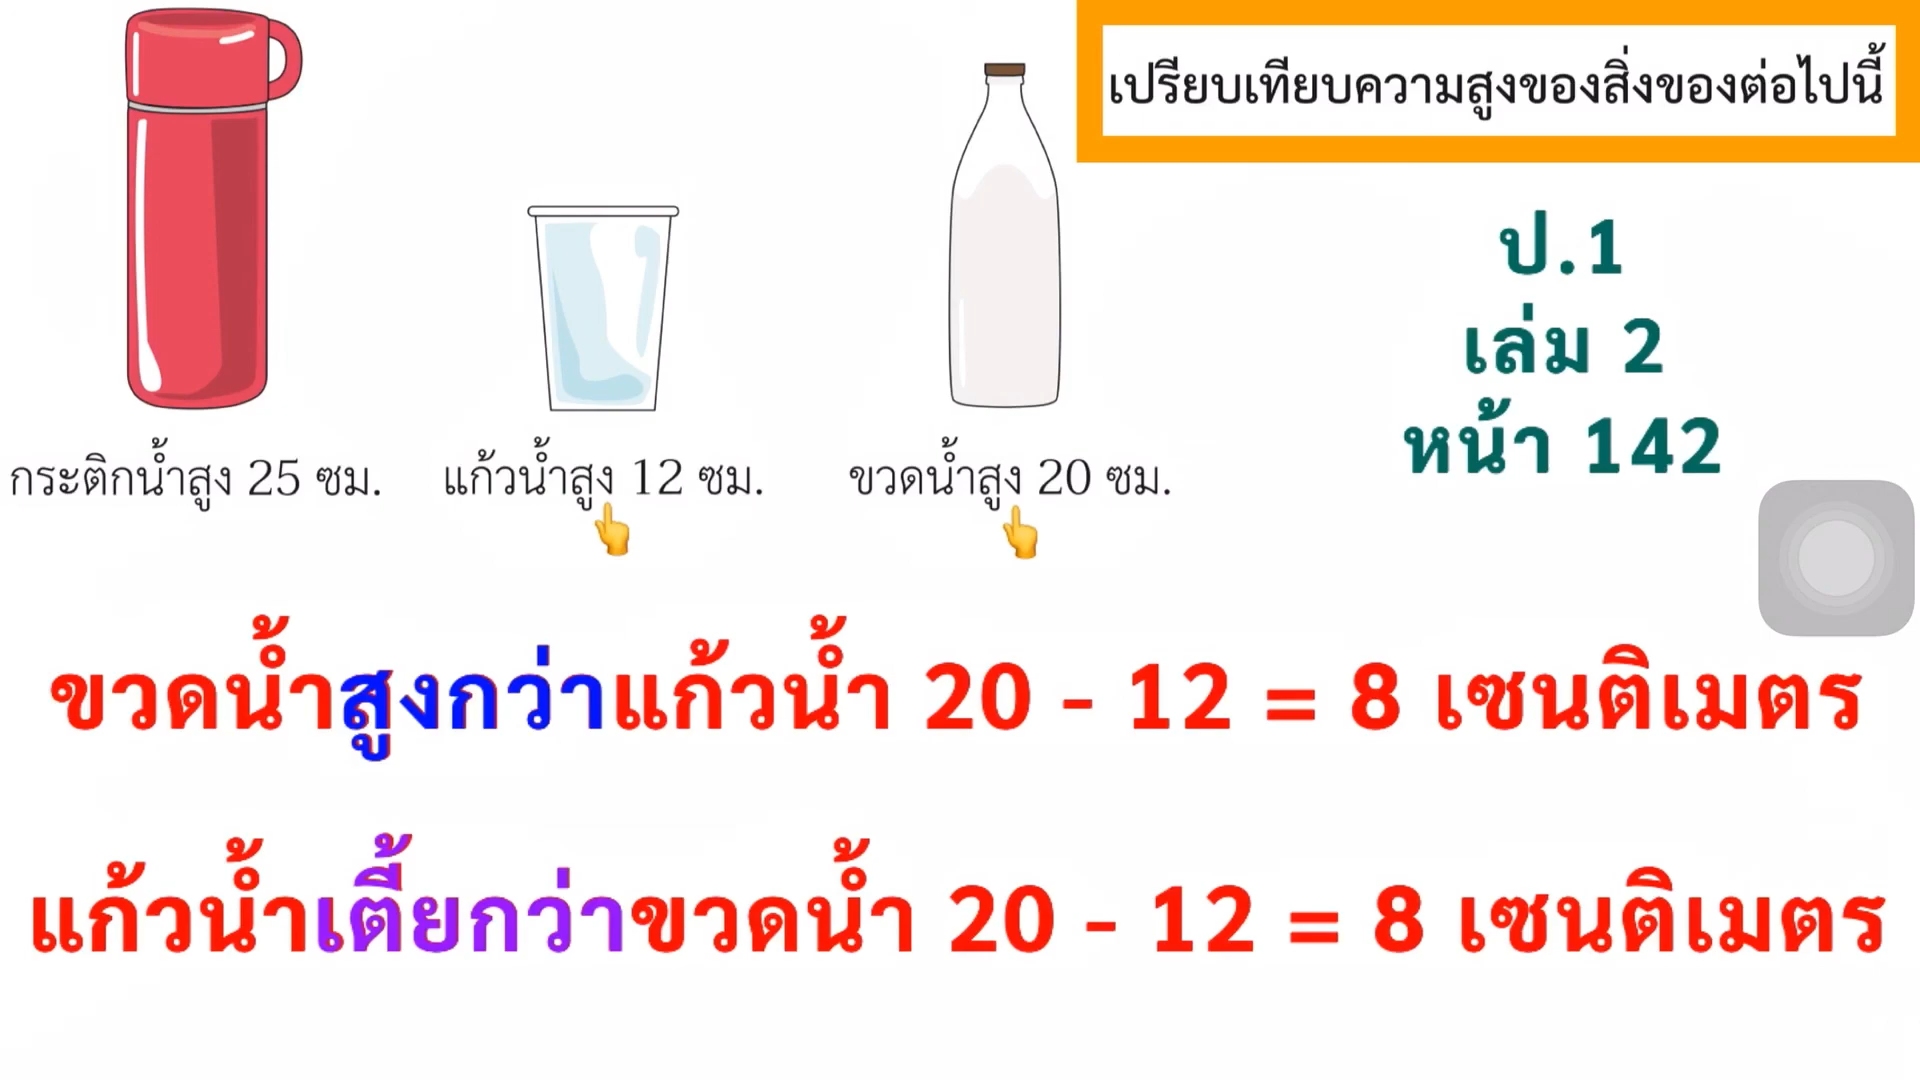 เปรียบเทียบความสูงของสิ่งของต่อไปนี้
ป.1
เล่ม 2
หน้า 142
กระติกน้ำสูง 25 ซม.
แก้วน้ำสูง 12 ซม.
ขวดน้ำสูง 20 ซม.
ขวดน้ำสูงกว่าแก้วน้ำ 20 - 12 = 8 เซนติเมตร
แก้วน้ำเตี้ยกว่าขวดน้ำ 20 - 12 = 8 เซนติเมตร